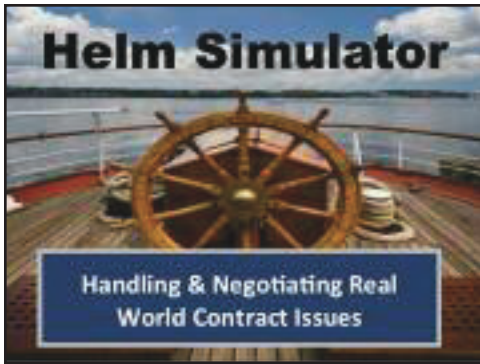 Helm Simulator
Handling & Negotiating Real
World Contract Issues